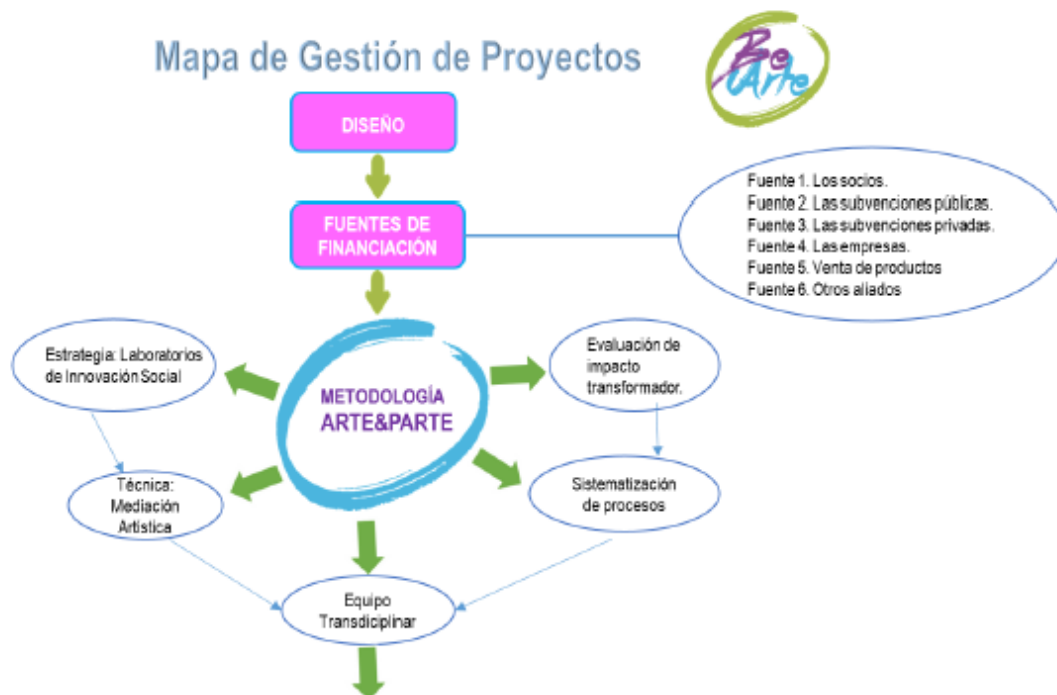 Mapa de Gestión de Proyectos
Be
Arte
DISEÑO
FUENTES DE
FINANCIACIÓN
Fuente 1. Los socios.
Fuente 2. Las subvenciones públicas.
Fuente 3. Las subvenciones privadas.
Fuente 4. Las empresas.
Fuente 5. Venta de productos
Fuente 6. Otros aliados
Estrategia: Laboratorios
de Innovación Social
METODOLOGÍA
ARTE&PARTE
Evaluación de
impacto
transformador.
Técnica:
Mediación
Artística
Sistematización
de procesos
Equipo
Transdiciplinar